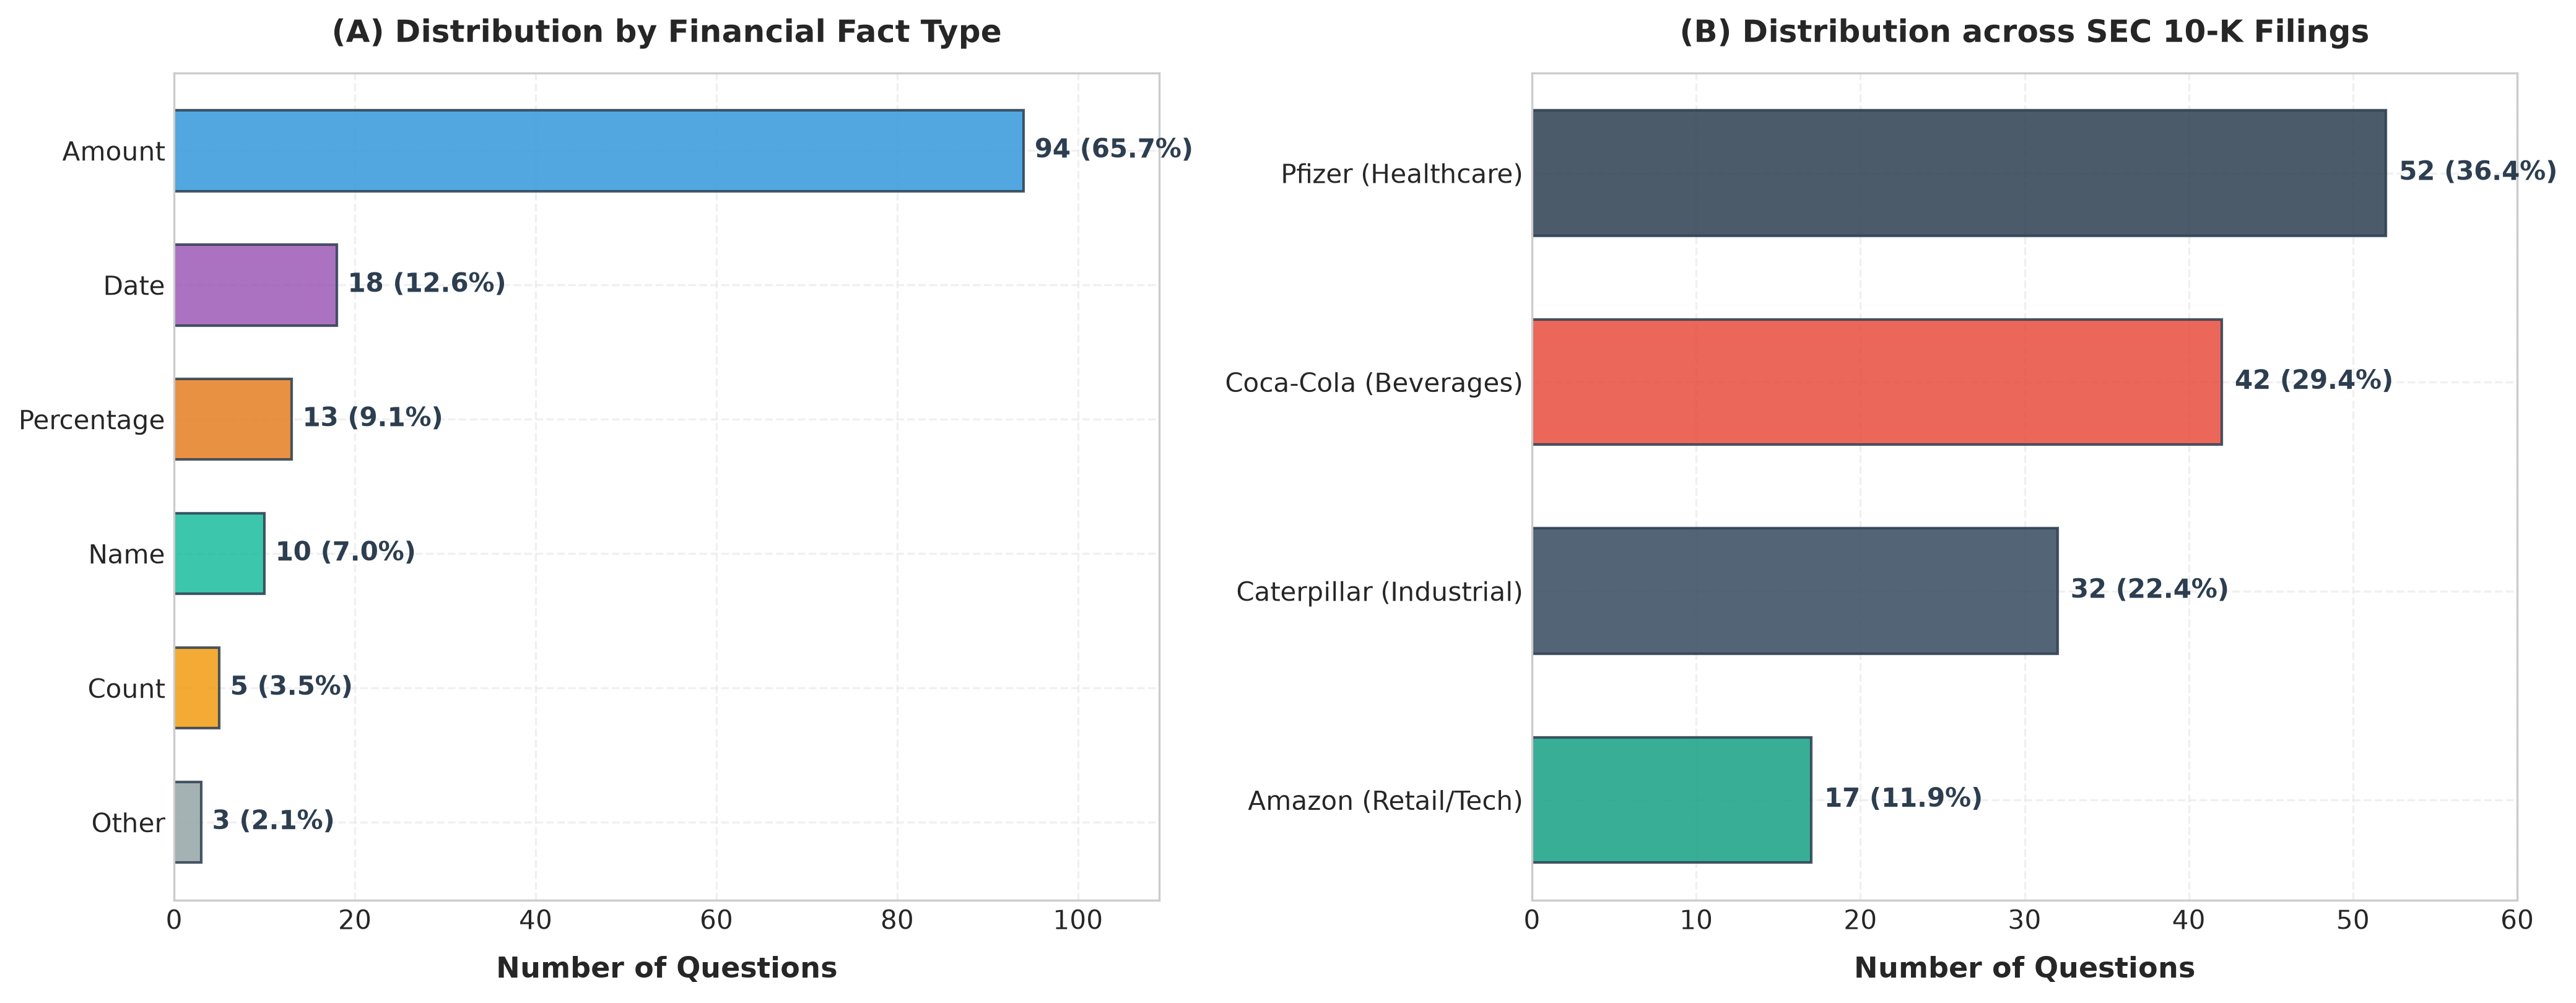 (A) Distribution by Financial Fact Type
Amount
94 (65.7%)
Date
18 (12.6%)
Percentage
13 (9.1%)
Name
10 (7.0%)
Count
5 (3.5%)
Other
3 (2.1%)
0 20 40 60 80 100
Number of Questions
(B) Distribution across SEC 10-K Filings
Pfizer (Healthcare)
52 (36.4%)
Coca-Cola (Beverages)
42 (29.4%)
Caterpillar (Industrial)
32 (22.4%)
Amazon (Retail/Tech)
17 (11.9%)
0 10 20 30 40 50 60
Number of Questions